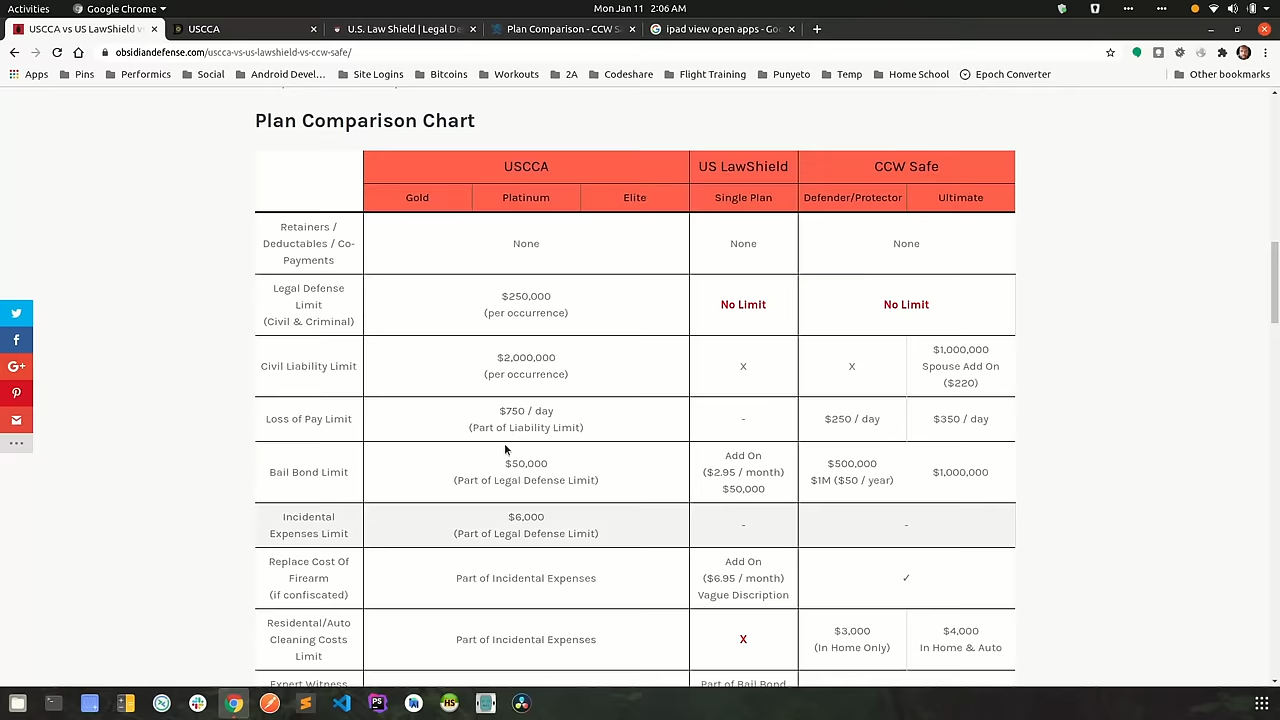 Activities
Google Chrome
Mon Jan 11 2:06 AM
USCCA vs US LawShield v
USCCA
U.S. Law Shield | Legal De
Plan Comparison - CCW S
ipad view open apps - Go
obsidiandefense.com/uscca-vs-us-lawshield-vs-ccw-safe/
Apps Pins Performics Social Android Devel... Site Logins Bitcoins Workouts 2A Codeshare Flight Training Punyeto Temp Home School Epoch Converter Other bookmarks
Plan Comparison Chart
USCCA US LawShield CCW Safe
Gold Platinum Elite Single Plan Defender/Protector Ultimate
Retainers /
Deductables / Co-
Payments
None
None
None
Legal Defense
Limit
(Civil & Criminal)
$250,000
(per occurrence)
No Limit
No Limit
Civil Liability Limit
$2,000,000
(per occurrence)
X
X
$1,000,000
Spouse Add On
($220)
Loss of Pay Limit
$750 / day
(Part of Liability Limit)
-
$250 / day
$350 / day
Bail Bond Limit
$50,000
(Part of Legal Defense Limit)
Add On
($2.95 / month)
$50,000
$500,000
$1M ($50 / year)
$1,000,000
Incidental
Expenses Limit
$6,000
(Part of Legal Defense Limit)
-
-
Replace Cost Of
Firearm
(if confiscated)
Part of Incidental Expenses
Add On
($6.95 / month)
Vague Discription
✓
Residential/Auto
Cleaning Costs
Limit
Part of Incidental Expenses
X
$3,000
(In Home Only)
$4,000
In Home & Auto
Expert Witness
Part of Bail Bond